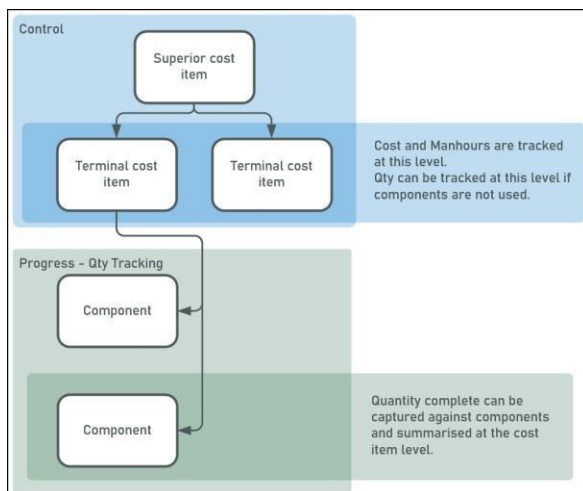 Control
Superior cost
item
Terminal cost
item
Terminal cost
item
Cost and Manhours are tracked
at this level.
Qty can be tracked at this level if
components are not used.
Progress - Qty Tracking
Component
Component
Quantity complete can be
captured against components
and summarised at the cost
item level.